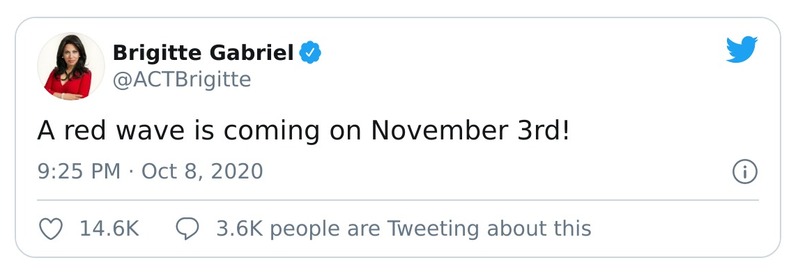 Brigitte Gabriel
@ACTBrigitte
A red wave is coming on November 3rd!
9:25 PM · Oct 8, 2020
14.6K 3.6K people are Tweeting about this